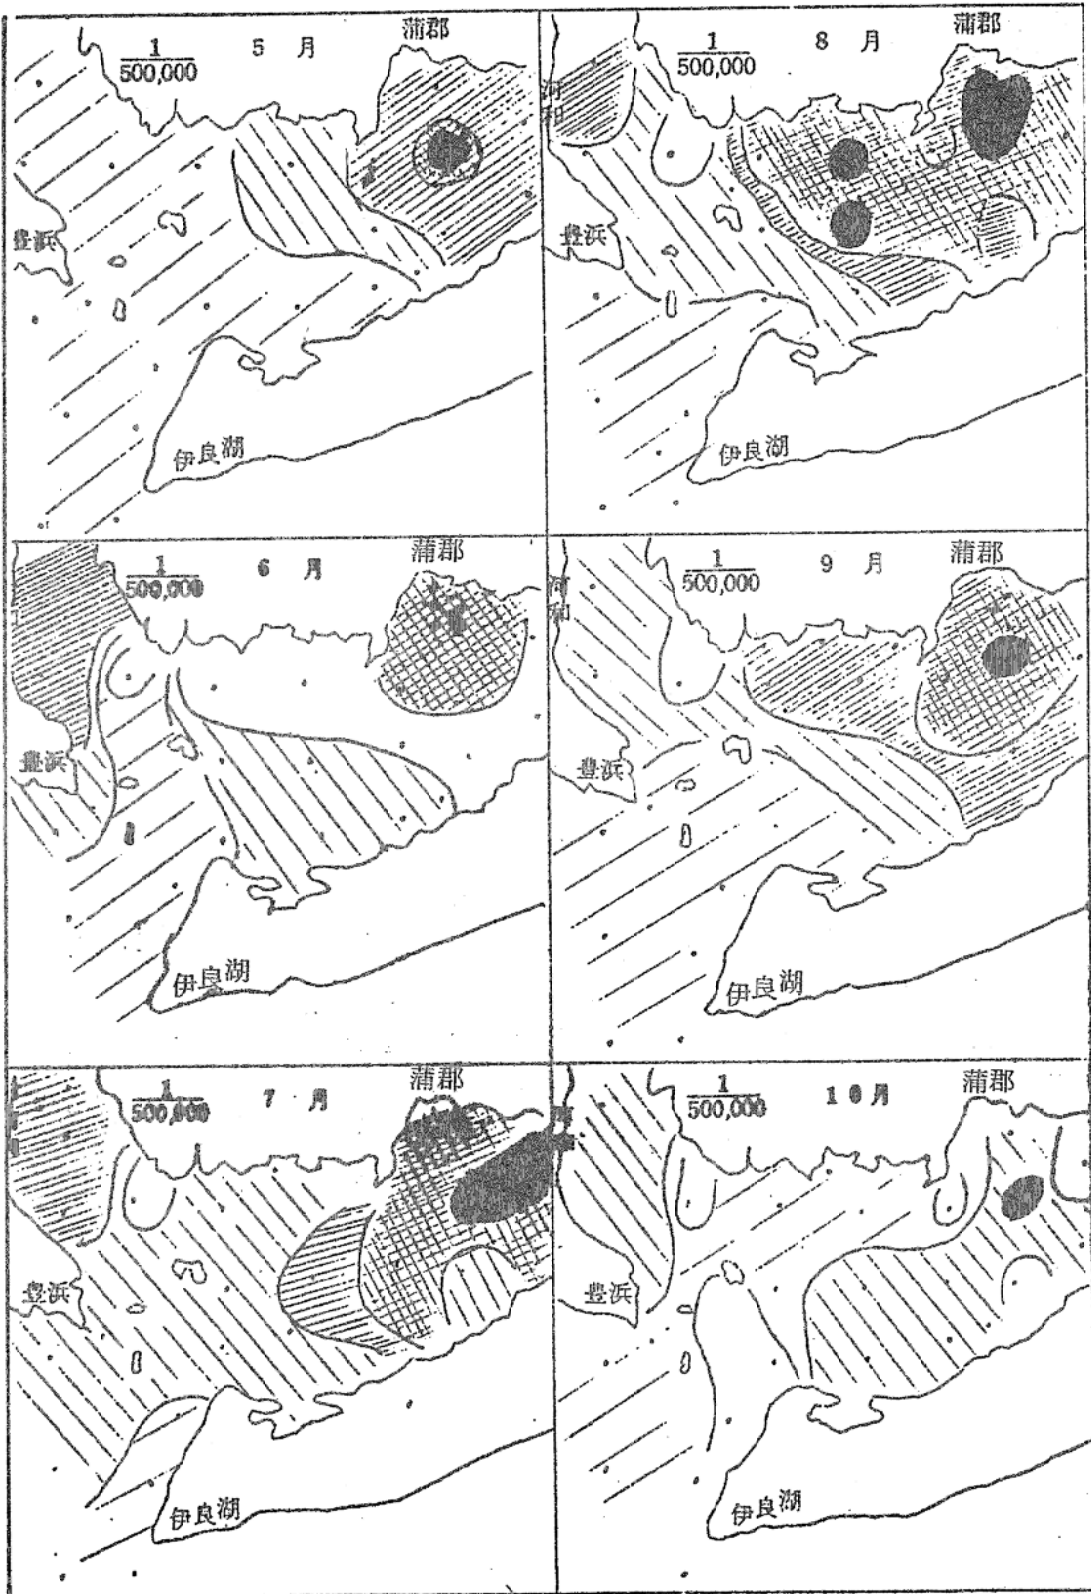 1/500,000 5 月 蒲郡
豊浜
伊良湖
1/500,000 8 月 蒲郡
河和
豊浜
伊良湖
1/500,000 6 月 蒲郡
豊浜
伊良湖
1/500,000 9 月 蒲郡
河和
豊浜
伊良湖
1/500,000 7 月 蒲郡
豊浜
伊良湖
1/500,000 10月 蒲郡
豊浜
伊良湖